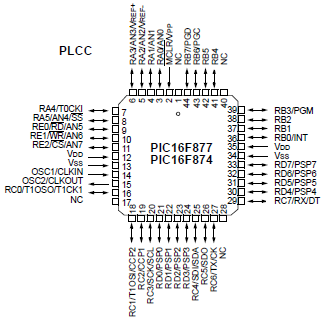 PLCC
RA3/AN3/VREF+
RA2/AN2/VREF-
RA1/AN1
RA0/AN0
MCLR/VPP
NC
RB7/PGD
RB6/PGC
RB5
RB4
NC
6 5 4 3 2 1 44 43 42 41 40
RA4/T0CKI 7
RA5/AN4/SS 8
RE0/RD/AN5 9
RE1/WR/AN6 10
RE2/CS/AN7 11
VDD 12
VSS 13
OSC1/CLKIN 14
OSC2/CLKOUT 15
RC0/T1OSO/T1CK1 16
NC 17
PIC16F877
PIC16F874
39 RB3/PGM
38 RB2
37 RB1
36 RB0/INT
35 VDD
34 VSS
33 RD7/PSP7
32 RD6/PSP6
31 RD5/PSP5
30 RD4/PSP4
29 RC7/RX/DT
18 19 20 21 22 23 24 25 26 27 28
RC1/T1OSI/CCP2
RC2/CCP1
RC3/SCK/SCL
RD0/PSP0
RD1/PSP1
RD2/PSP2
RD3/PSP3
RC4/SDI/SDA
RC5/SDO
RC6/TX/CK
NC